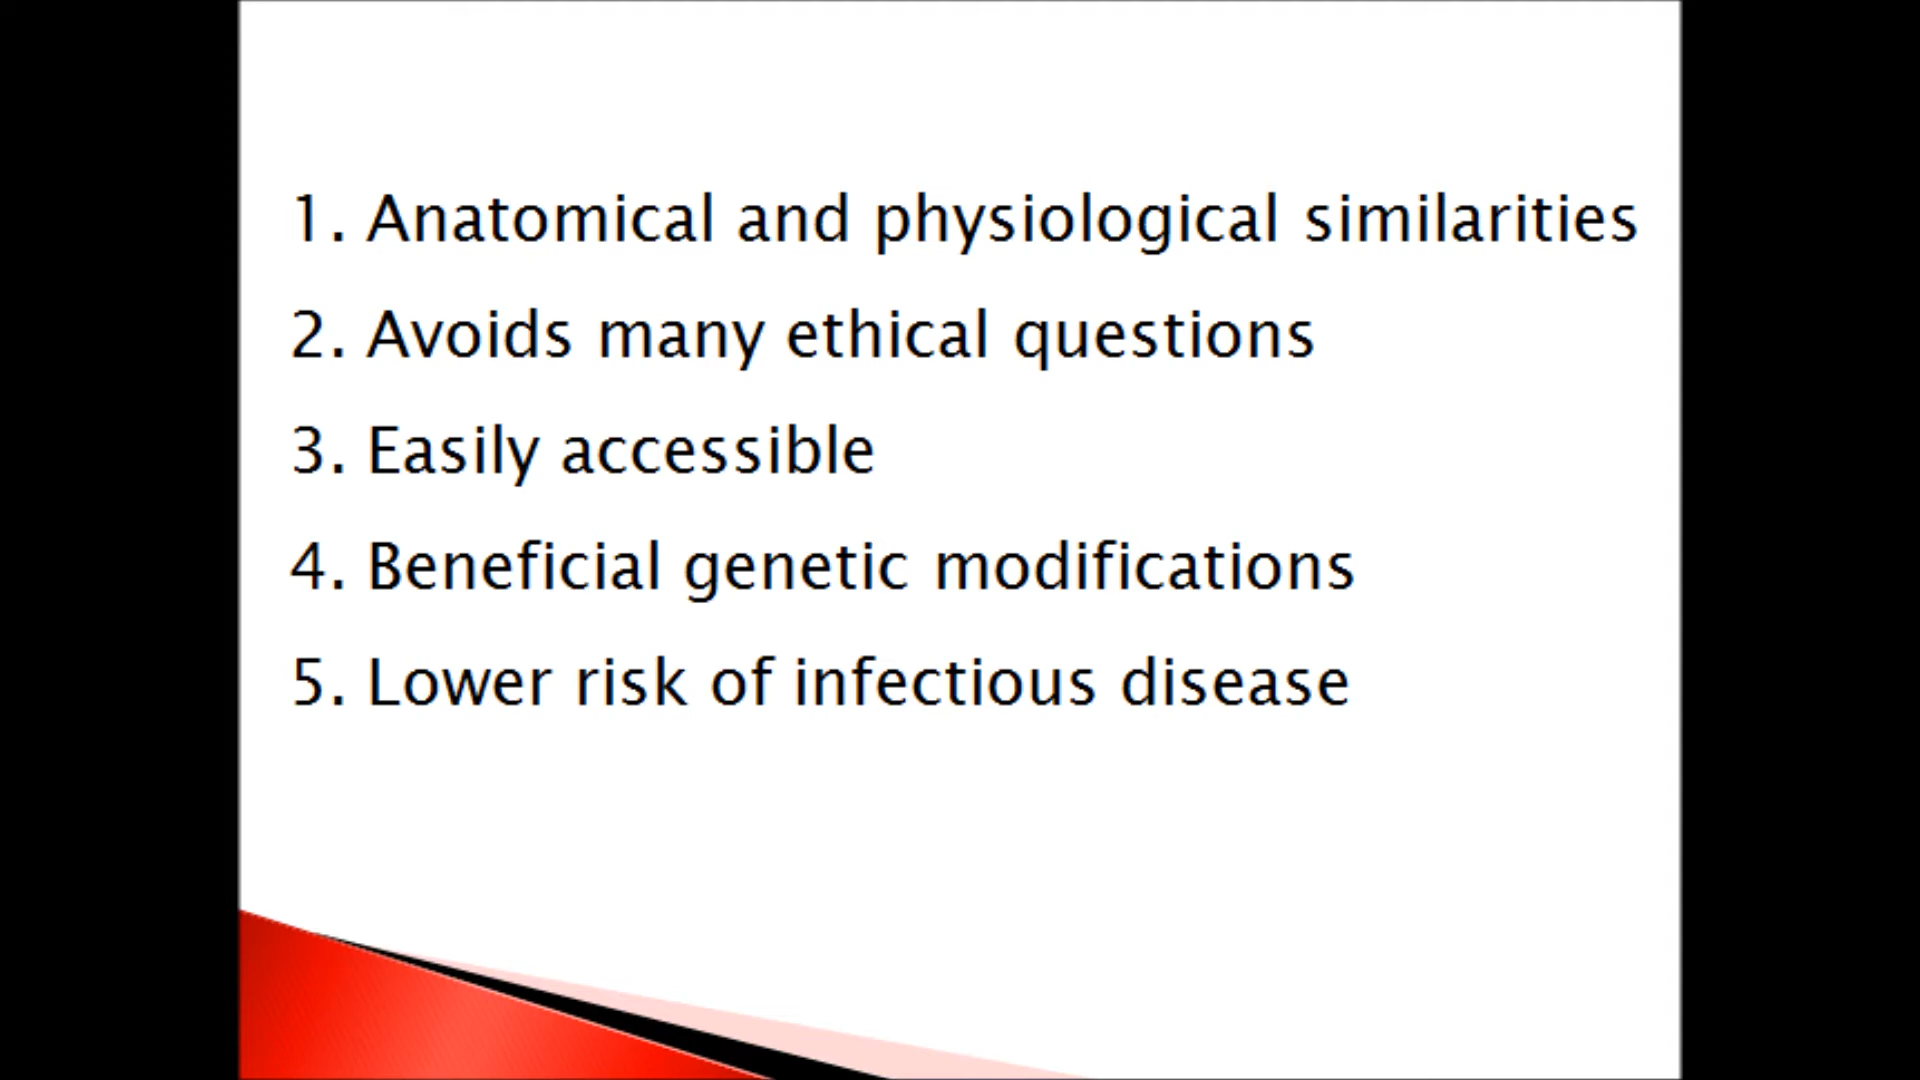 1. Anatomical and physiological similarities
2. Avoids many ethical questions
3. Easily accessible
4. Beneficial genetic modifications
5. Lower risk of infectious disease